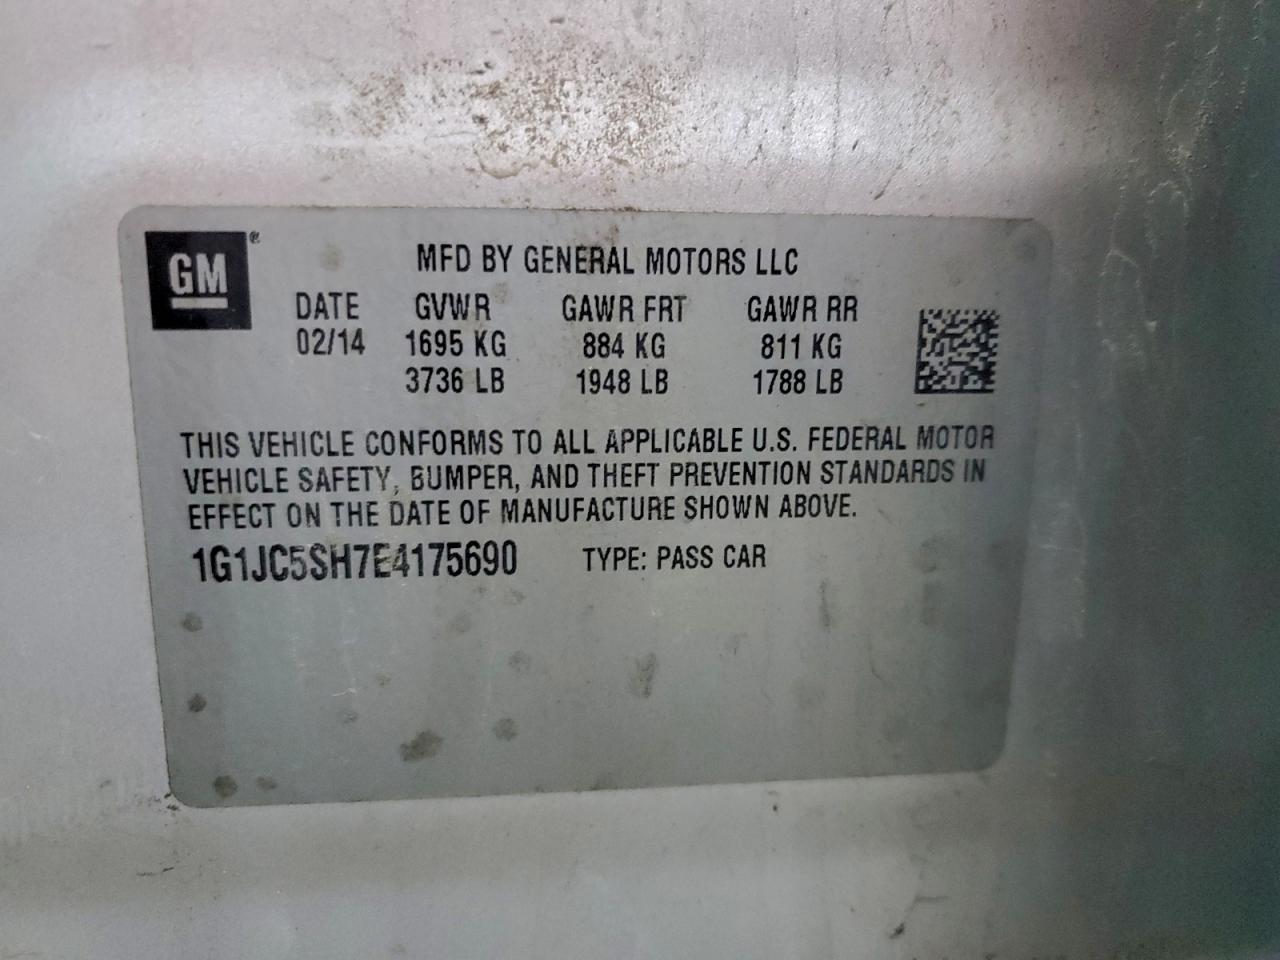 GM®
MFD BY GENERAL MOTORS LLC
DATE GVWR GAWR FRT GAWR RR
02/14 1695 KG 884 KG 811 KG
3736 LB 1948 LB 1788 LB
THIS VEHICLE CONFORMS TO ALL APPLICABLE U.S. FEDERAL MOTOR
VEHICLE SAFETY, BUMPER, AND THEFT PREVENTION STANDARDS IN
EFFECT ON THE DATE OF MANUFACTURE SHOWN ABOVE.
1G1JC5SH7E4175690 TYPE: PASS CAR